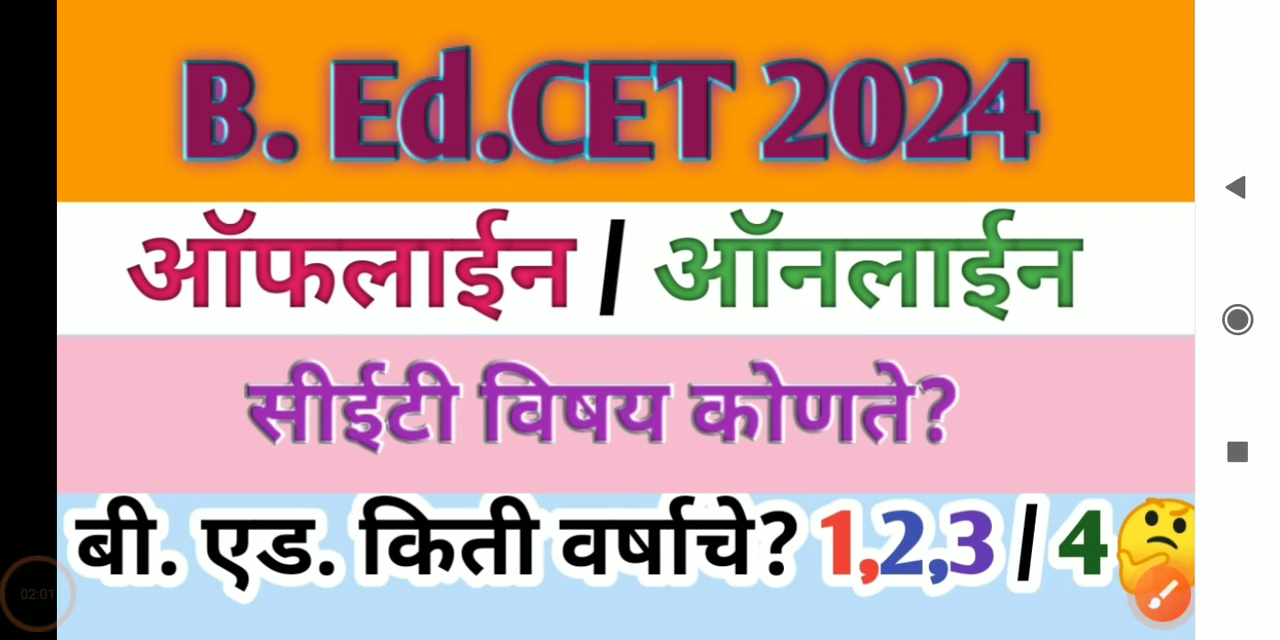 B. Ed.CET 2024
ऑफलाईन / ऑनलाईन
सीईटी विषय कोणते?
बी. एड. किती वर्षाचे? 1,2,3 / 4
02:01